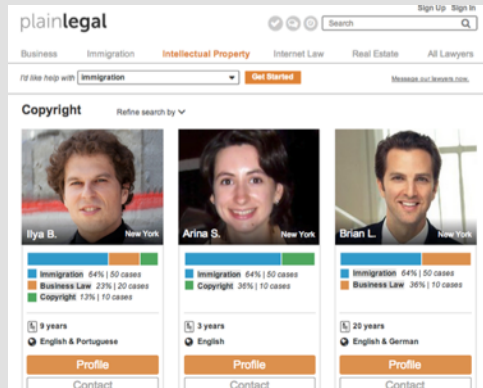 Sign Up Sign In
plainlegal
Search
Business Immigration Intellectual Property Internet Law Real Estate All Lawyers
I'd like help with immigration Get Started Message our lawyers now.
Copyright Refine search by
Ilya B. New York Arina S. New York Brian L. New York
Immigration 64% | 50 cases Immigration 64% | 50 cases Immigration 64% | 50 cases
Business Law 23% | 20 cases Copyright 36% | 10 cases Business Law 36% | 10 cases
Copyright 13% | 10 cases
9 years 3 years 20 years
English & Portuguese English English & German
Profile Profile Profile
Contact Contact Contact